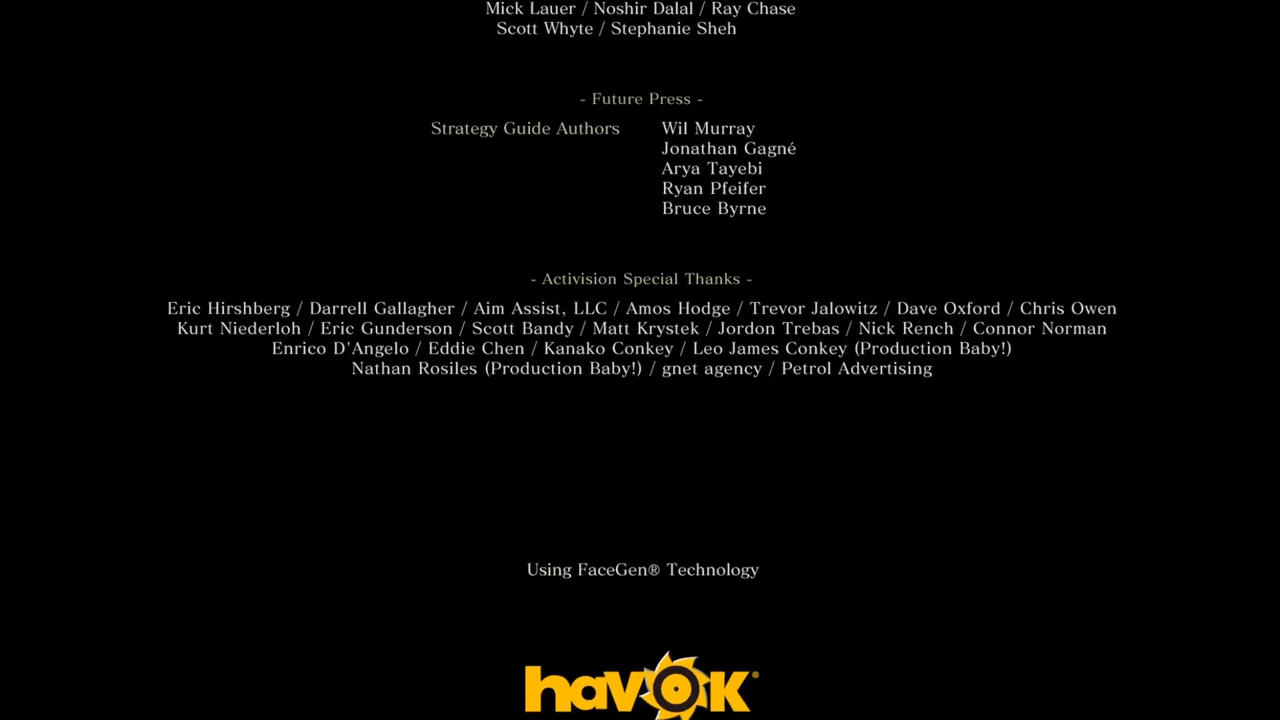 Mick Lauer / Noshir Dalal / Ray Chase
Scott Whyte / Stephanie Sheh
- Future Press -
Strategy Guide Authors Wil Murray
Jonathan Gagné
Arya Tayebi
Ryan Pfeifer
Bruce Byrne
- Activision Special Thanks -
Eric Hirshberg / Darrell Gallagher / Aim Assist, LLC / Amos Hodge / Trevor Jalowitz / Dave Oxford / Chris Owen
Kurt Niederloh / Eric Gunderson / Scott Bandy / Matt Krystek / Jordon Trebas / Nick Rench / Connor Norman
Enrico D'Angelo / Eddie Chen / Kanako Conkey / Leo James Conkey (Production Baby!)
Nathan Rosiles (Production Baby!) / gnet agency / Petrol Advertising
Using FaceGen® Technology
havoK®